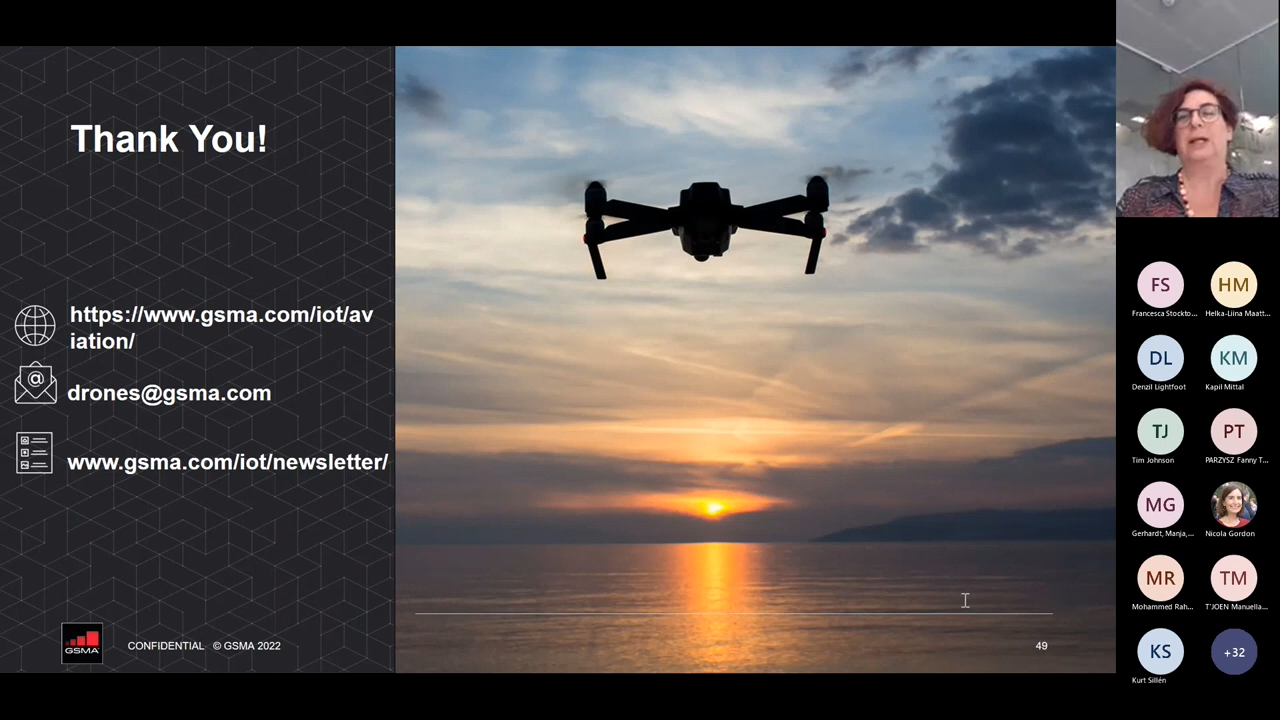 Thank You!
https://www.gsma.com/iot/av
iation/
@
drones@gsma.com
www.gsma.com/iot/newsletter/
GSMA
CONFIDENTIAL © GSMA 2022
49
FS
HM
Francesca Stockto...
Helka-Liina Maatt...
DL
KM
Denzil Lightfoot
Kapil Mittal
TJ
PT
Tim Johnson
PARZYSZ Fanny T...
MG
Gerhardt, Manja,...
Nicola Gordon
MR
TM
Mohammed Rah...
T'JOEN Manuella...
KS
+32
Kurt Sillén